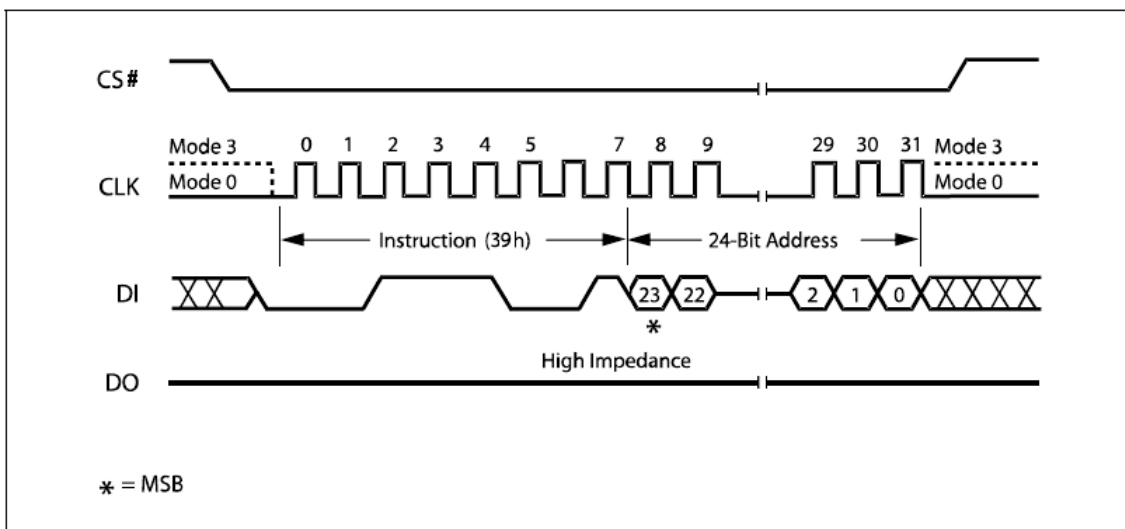 CS#
Mode 3
0 1 2 3 4 5 7 8 9 29 30 31
Mode 3
CLK
Mode 0
Mode 0
Instruction (39h)
24-Bit Address
DI
23 22 2 1 0
*
High Impedance
DO
* = MSB